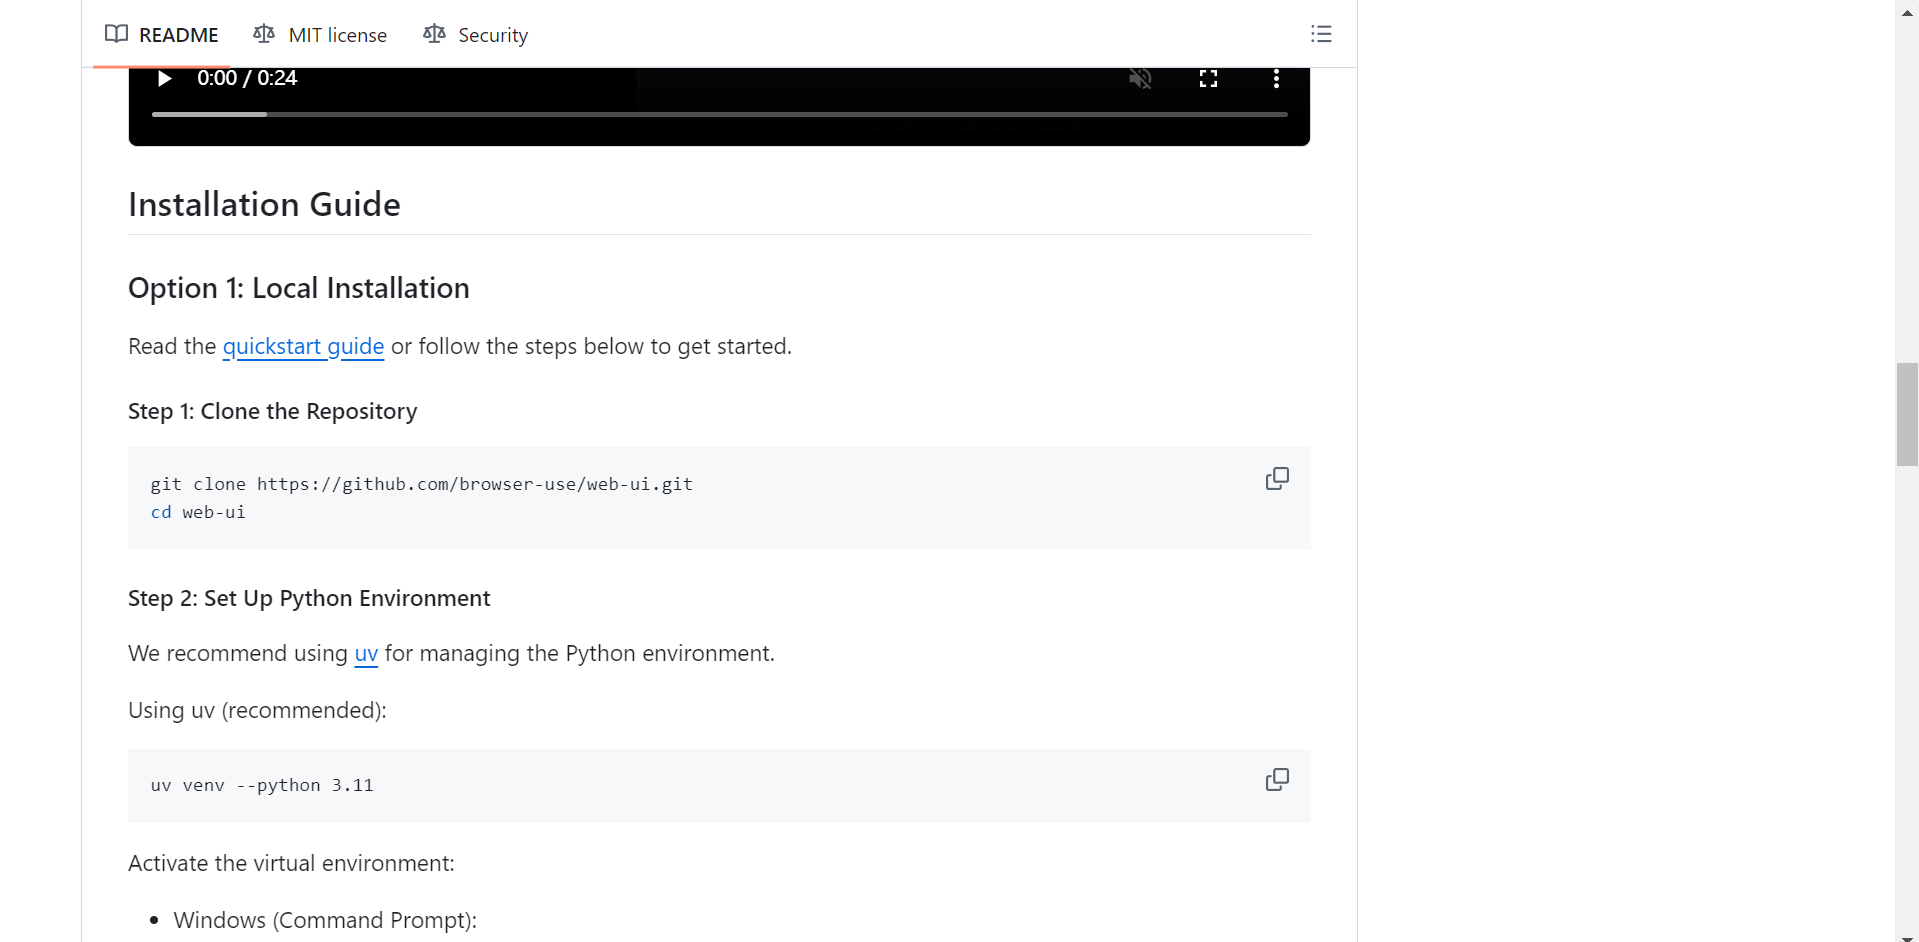 README MIT license Security
0:00 / 0:24
Installation Guide
Option 1: Local Installation
Read the quickstart guide or follow the steps below to get started.
Step 1: Clone the Repository
git clone https://github.com/browser-use/web-ui.git
cd web-ui
Step 2: Set Up Python Environment
We recommend using uv for managing the Python environment.
Using uv (recommended):
uv venv --python 3.11
Activate the virtual environment:
• Windows (Command Prompt):